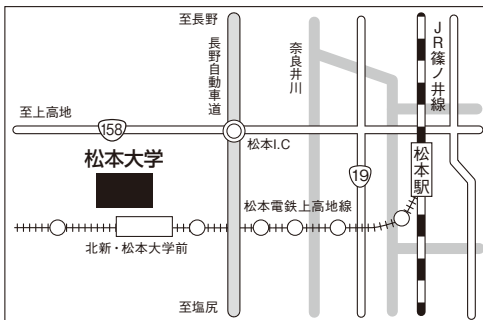 至長野
長野自動車道
奈良井川
JR篠ノ井線
至上高地
158
松本I.C
松本大学
松本駅
19
松本電鉄上高地線
北新・松本大学前
至塩尻